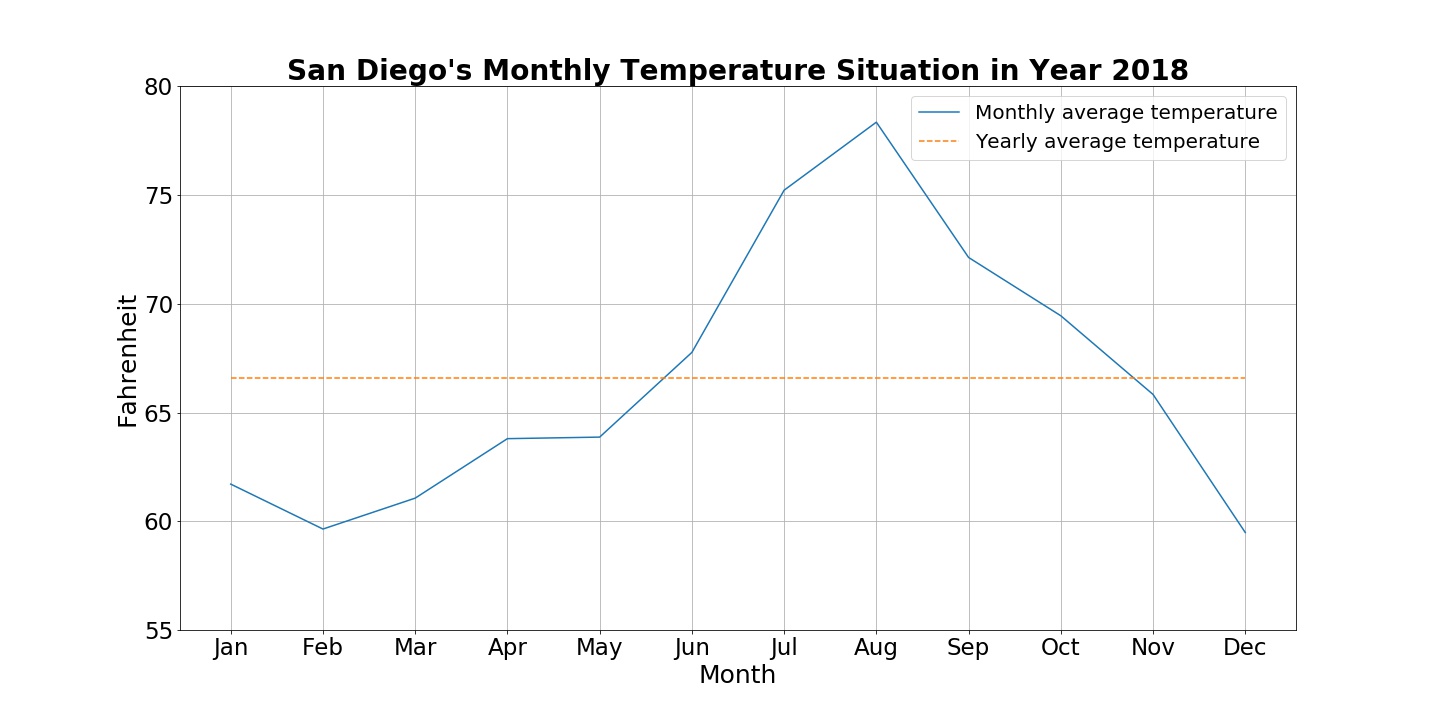 San Diego's Monthly Temperature Situation in Year 2018
Monthly average temperature
Yearly average temperature
80
75
70
65
60
55
Fahrenheit
Jan Feb Mar Apr May Jun Jul Aug Sep Oct Nov Dec
Month